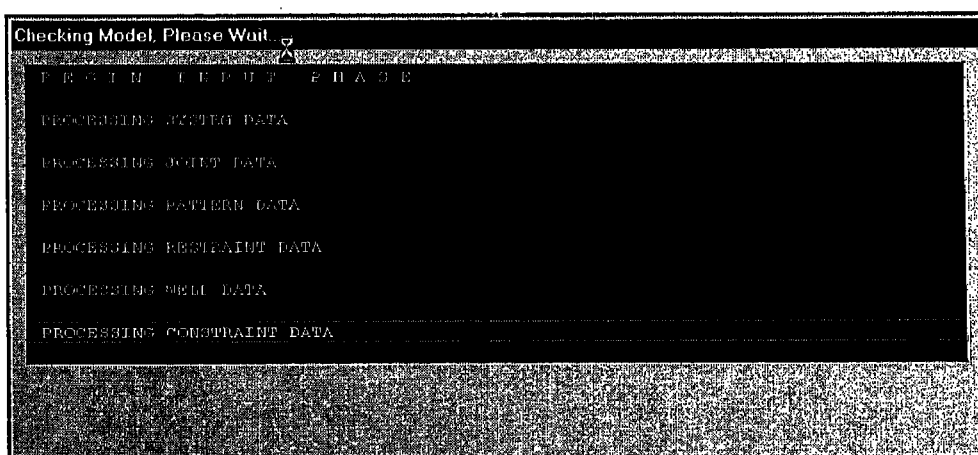 Checking Model, Please Wait...
B E G I N   I N P U T   P H A S E
PROCESSING SYSTEM DATA
PROCESSING JOINT DATA
PROCESSING PATTERN DATA
PROCESSING RESTRAINT DATA
PROCESSING WELD DATA
PROCESSING CONSTRAINT DATA